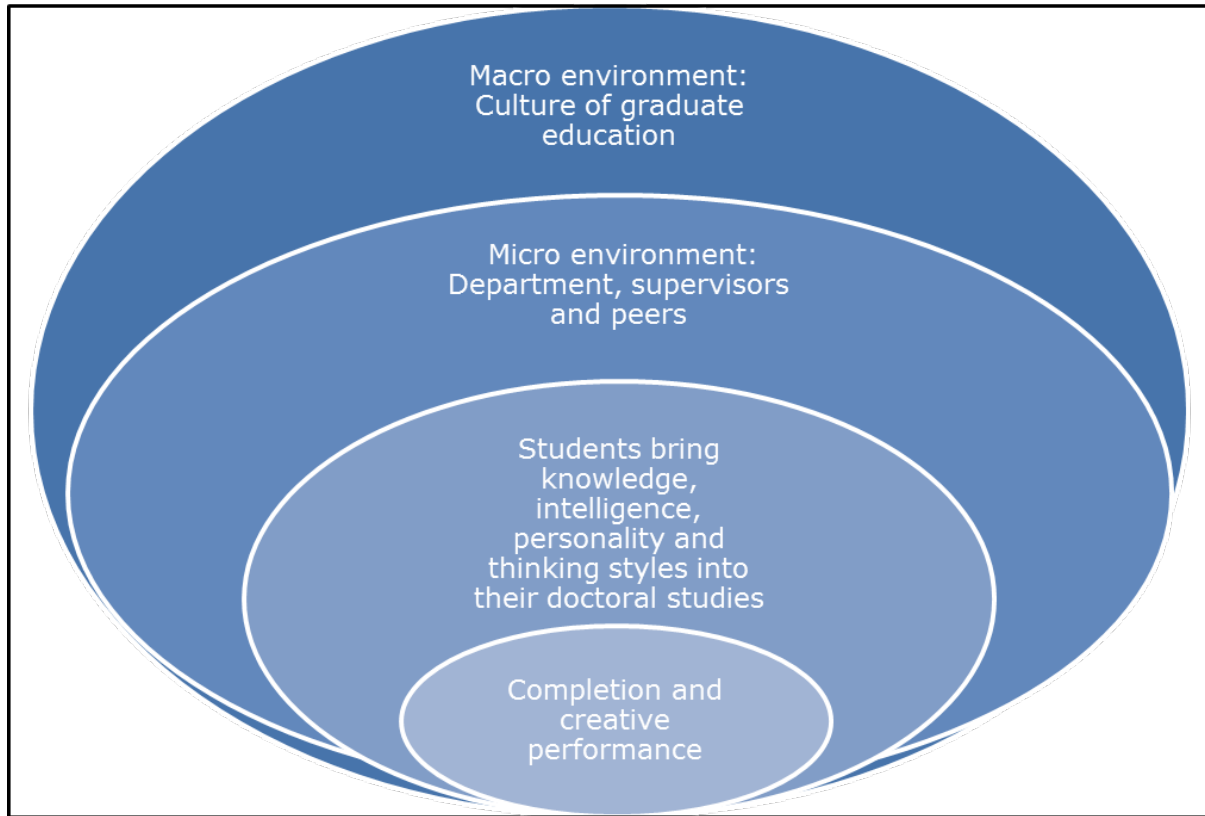 Macro environment:
Culture of graduate
education
Micro environment:
Department, supervisors
and peers
Students bring
knowledge,
intelligence,
personality and
thinking styles into
their doctoral studies
Completion and
creative
performance